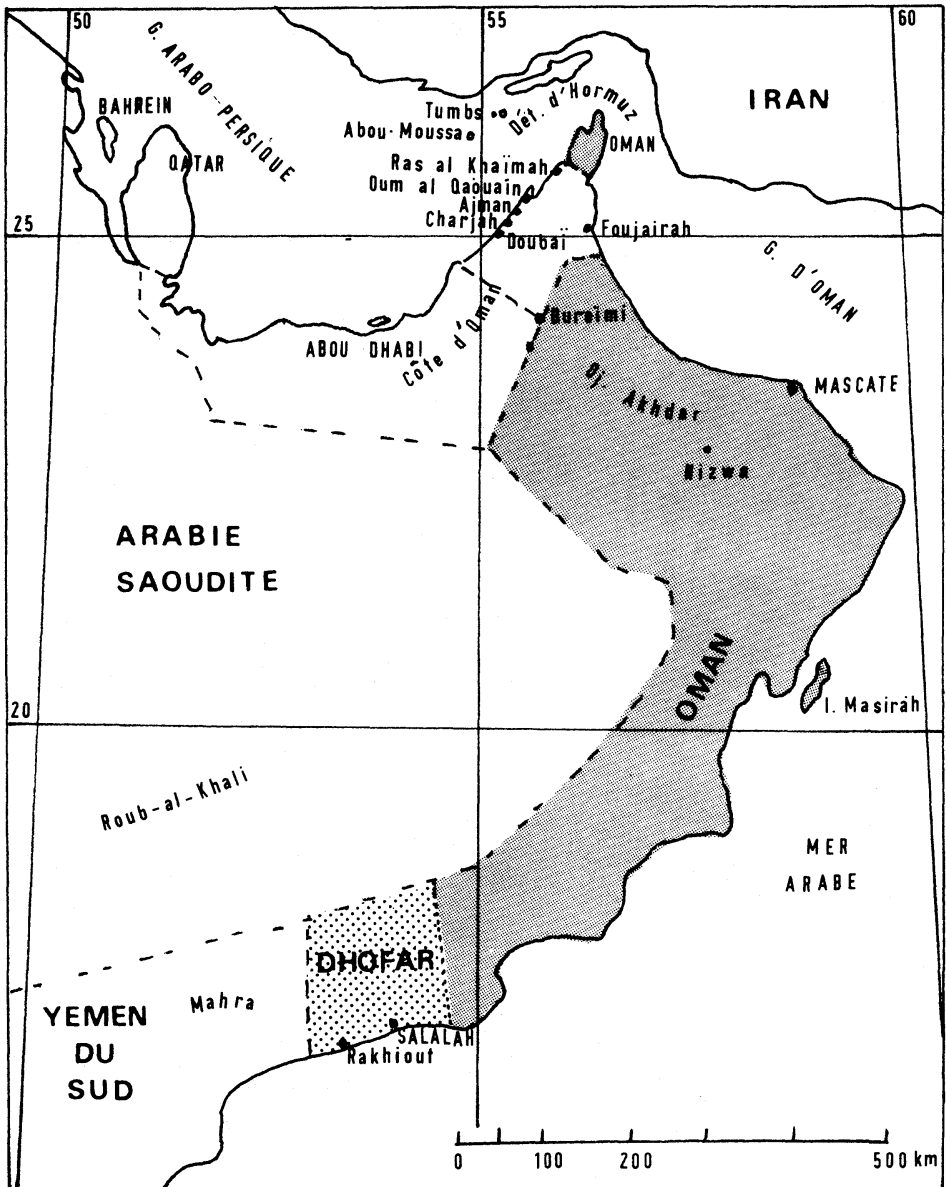 50
55
60
G. ARABO-PERSIQUE
BAHREIN
QATAR
Tumbs
Abou-Moussa
Dét. d'Hormuz
IRAN
OMAN
Ras al Khaïmah
Oum al Qaouain
Ajman
Charjah
Doubaï
Foujairah
25
G. D'OMAN
Bureimi
ABOU DHABI
Côte d'Oman
Dj. Akhdar
MASCATE
Nizwa
ARABIE
SAOUDITE
OMAN
I. Masirah
20
Roub-al-Khali
MER
ARABE
DHOFAR
Mahra
YEMEN
DU
SUD
SALALAH
Rakhiout
0 100 200 500 km